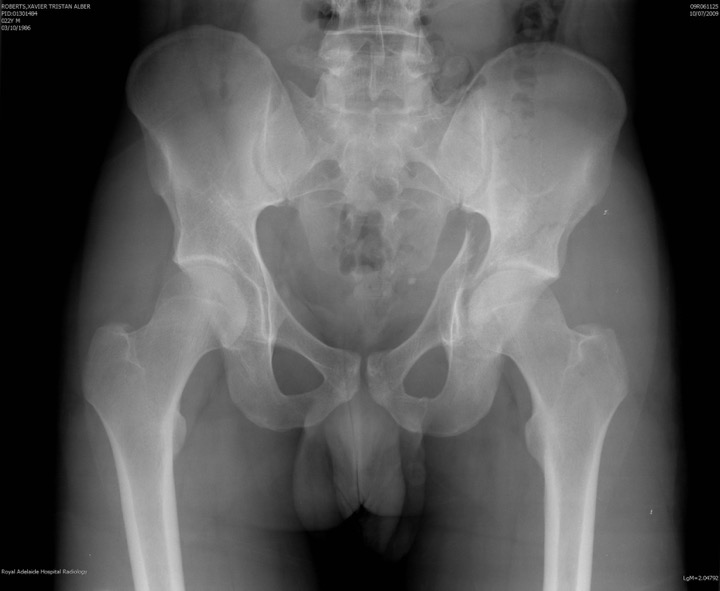 ROBERTS,XAVIER TRISTAN ALBER
PID:01301484
022Y M
03/10/1986
09R061125
10/07/2009
Royal Adelaide Hospital Radiology
LgM=2.04792